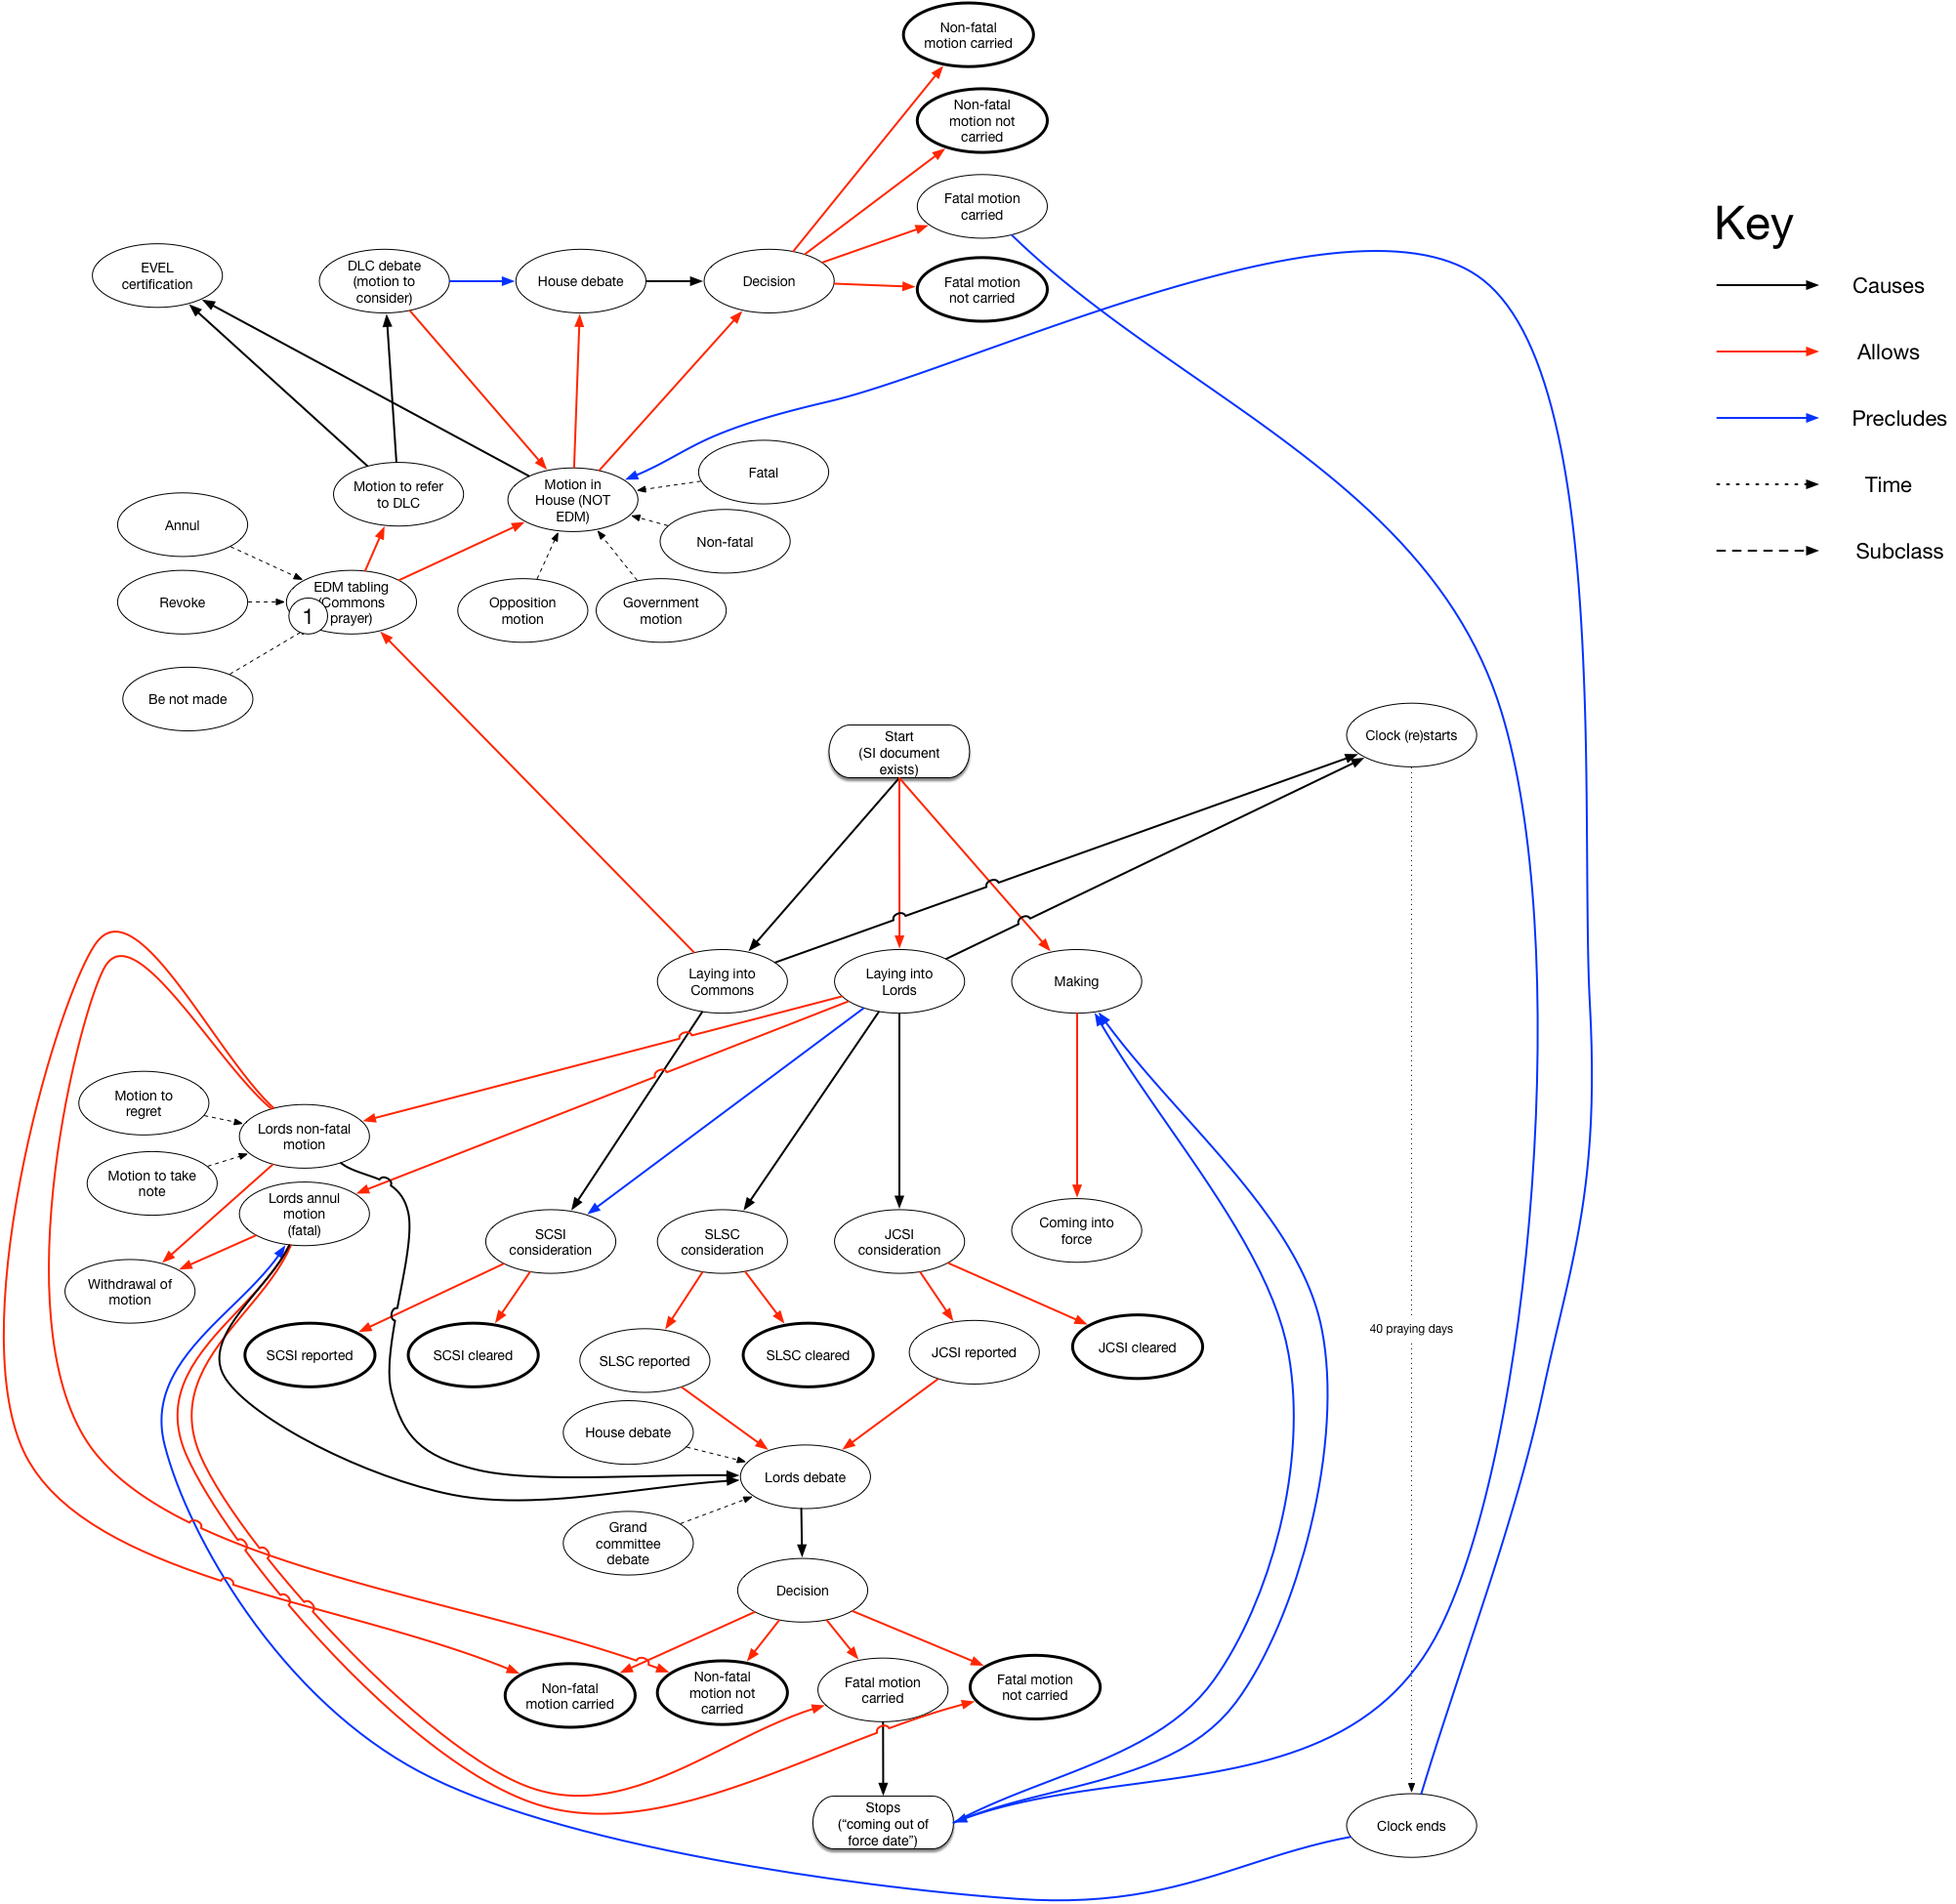 Non-fatal
motion carried
Non-fatal
motion not
carried
Fatal motion
carried
Key
EVEL
certification
DLC debate
(motion to
consider)
House debate
Decision
Fatal motion
not carried
Causes
Allows
Precludes
Time
Subclass
Motion to refer
to DLC
Motion in
House (NOT
EDM)
Fatal
Non-fatal
Annul
Revoke
EDM tabling
(Commons
prayer)
1
Opposition
motion
Government
motion
Be not made
Start
(SI document
exists)
Clock (re)starts
Laying into
Commons
Laying into
Lords
Making
Motion to
regret
Lords non-fatal
motion
Motion to take
note
Lords annul
motion
(fatal)
SCSI
consideration
SLSC
consideration
JCSI
consideration
Coming into
force
Withdrawal of
motion
SCSI reported
SCSI cleared
SLSC reported
SLSC cleared
JCSI reported
JCSI cleared
40 praying days
House debate
Lords debate
Grand
committee
debate
Decision
Non-fatal
motion carried
Non-fatal
motion not
carried
Fatal motion
carried
Fatal motion
not carried
Stops
(“coming out of
force date”)
Clock ends